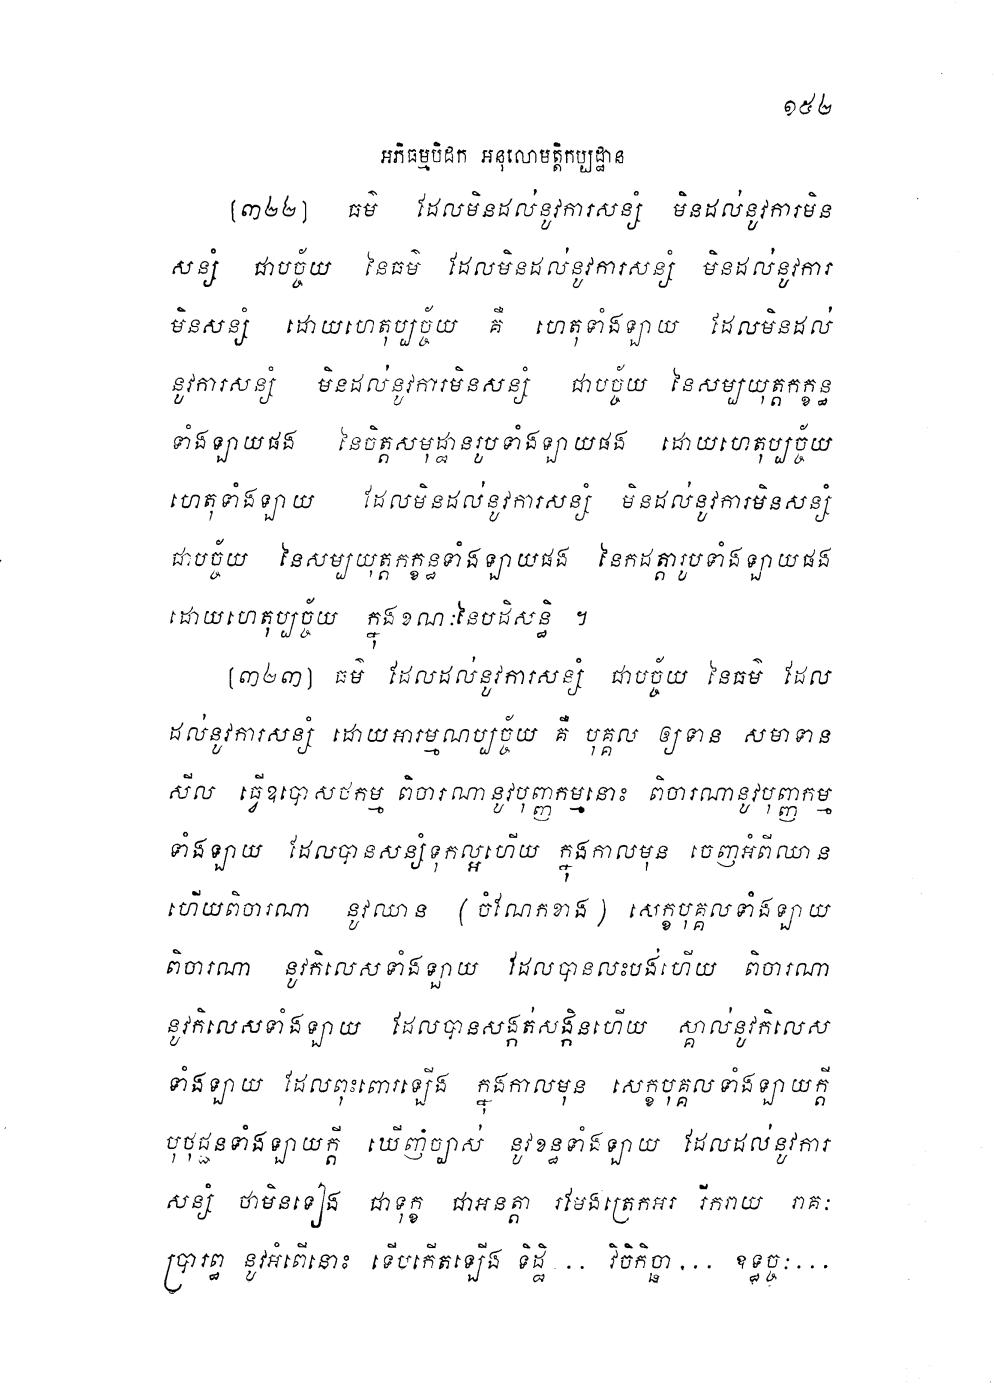 ១៥២
អភិធម្មបិដក អនុលោមត្តិកប្បដ្ឋាន
(៣២២) ធម៌ ដែលមិនដល់នូវការសន្សំ មិនដល់នូវការមិន
សន្សំ ជាបច្ច័យ នៃធម៌ ដែលមិនដល់នូវការសន្សំ មិនដល់នូវការ
មិនសន្សំ ដោយហេតុប្បច្ច័យ គឺ ហេតុទាំងឡាយ ដែលមិនដល់
នូវការសន្សំ មិនដល់នូវការមិនសន្សំ ជាបច្ច័យ នៃសម្បយុត្តកក្ខន្ធ
ទាំងឡាយផង នៃចិត្តសមុដ្ឋានរូបទាំងឡាយផង ដោយហេតុប្បច្ច័យ
ហេតុទាំងឡាយ ដែលមិនដល់នូវការសន្សំ មិនដល់នូវការមិនសន្សំ
ជាបច្ច័យ នៃសម្បយុត្តកក្ខន្ធទាំងឡាយផង នៃកដត្តារូបទាំងឡាយផង
ដោយហេតុប្បច្ច័យ ក្នុងខណៈនៃបដិសន្ធិ ។
(៣២៣) ធម៌ ដែលដល់នូវការសន្សំ ជាបច្ច័យ នៃធម៌ ដែល
ដល់នូវការសន្សំ ដោយអារម្មណប្បច្ច័យ គឺ បុគ្គល ឲ្យទាន សមាទាន
សីល ធ្វើឧបោសថកម្ម ពិចារណានូវបុញ្ញកម្មនោះ ពិចារណានូវបុញ្ញកម្ម
ទាំងឡាយ ដែលបានសន្សំទុកល្អហើយ ក្នុងកាលមុន ចេញអំពីឈាន
ហើយពិចារណា នូវឈាន (ចំណែកខាង) សេក្ខបុគ្គលទាំងឡាយ
ពិចារណា នូវកិលេសទាំងឡាយ ដែលបានលះបង់ហើយ ពិចារណា
នូវកិលេសទាំងឡាយ ដែលបានសង្កត់សង្កិនហើយ ស្គាល់នូវកិលេស
ទាំងឡាយ ដែលពុះពោរឡើង ក្នុងកាលមុន សេក្ខបុគ្គលទាំងឡាយក្តី
បុថុជ្ជនទាំងឡាយក្តី ឃើញច្បាស់ នូវខន្ធទាំងឡាយ ដែលដល់នូវការ
សន្សំ ថាមិនទៀង ជាទុក្ខ ជាអនត្តា រមែងត្រេកអរ រីករាយ រាគៈ
ប្រារព្ធ នូវអំពើនោះ ទើបកើតឡើង ទិដ្ឋិ ... វិចិកិច្ឆា ... ឧទ្ធច្ចៈ ...